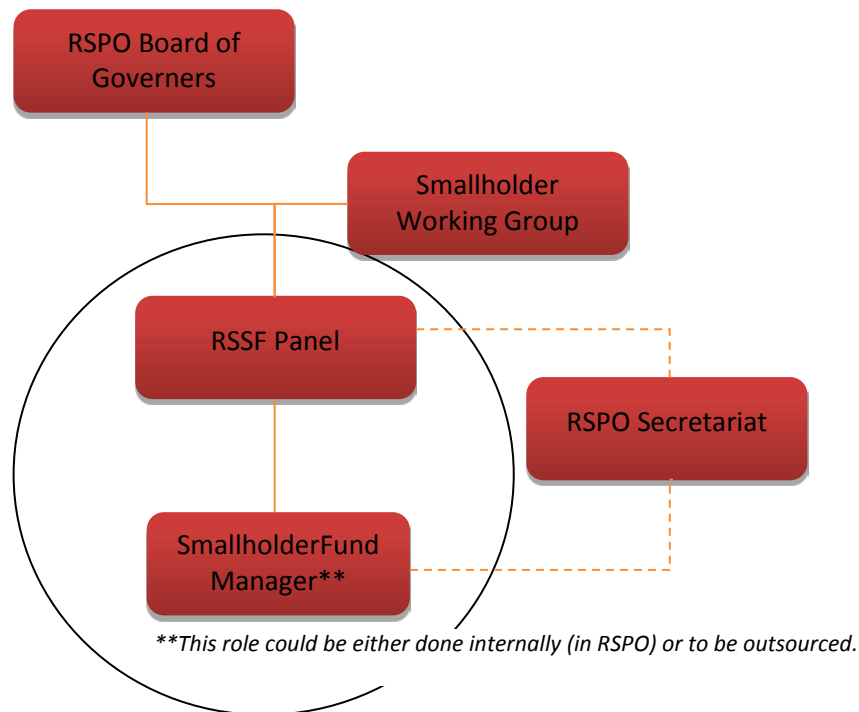 RSPO Board of
Governers
Smallholder
Working Group
RSSF Panel
RSPO Secretariat
SmallholderFund
Manager**
**This role could be either done internally (in RSPO) or to be outsourced.